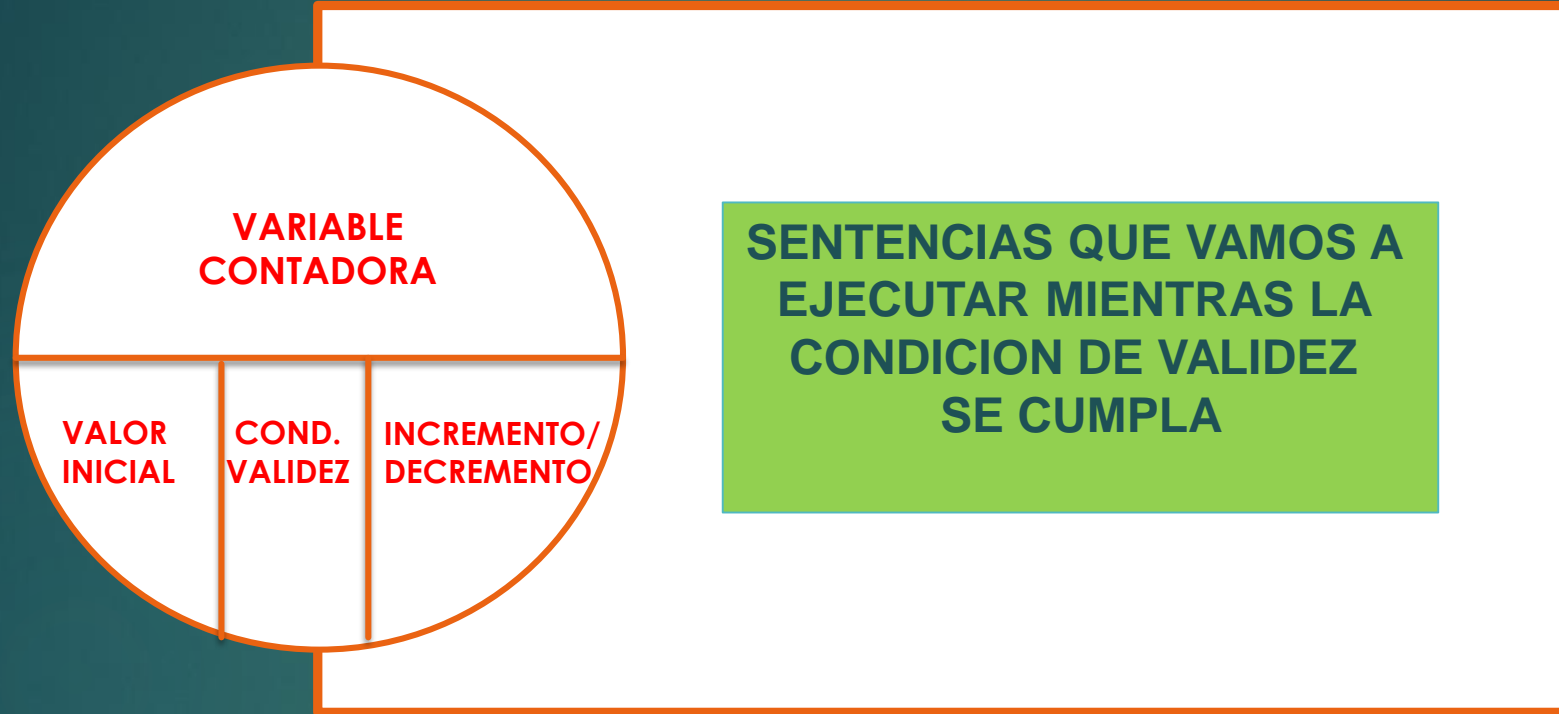 VARIABLE
CONTADORA
VALOR
INICIAL
COND.
VALIDEZ
INCREMENTO/
DECREMENTO
SENTENCIAS QUE VAMOS A
EJECUTAR MIENTRAS LA
CONDICION DE VALIDEZ
SE CUMPLA